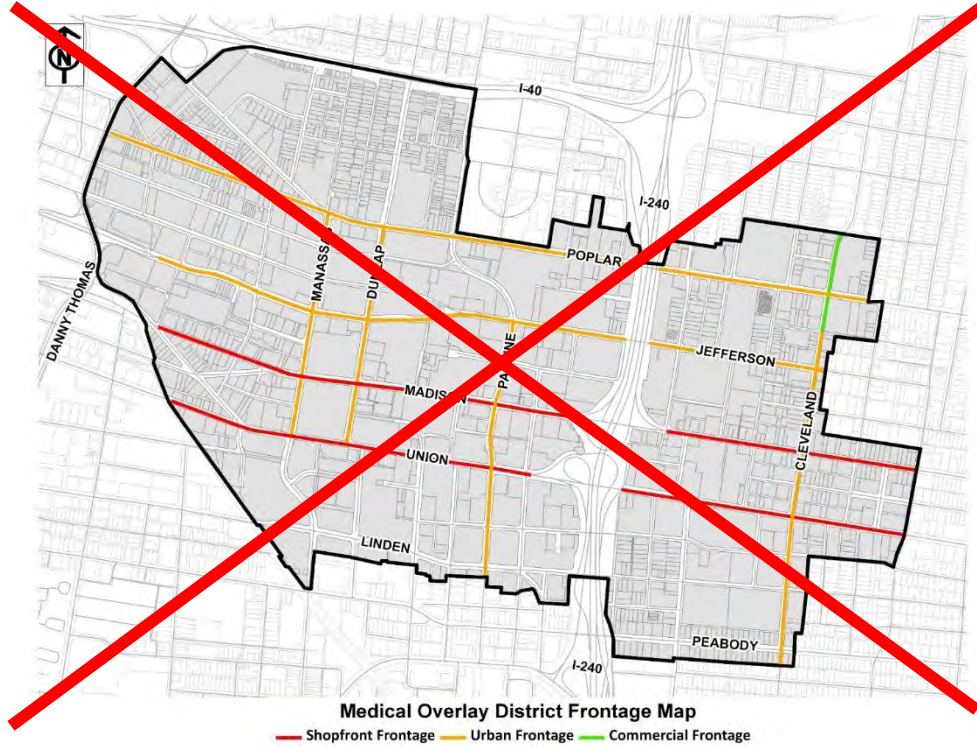 N
I-40
I-240
POPLAR
MANASSAS
DUNLAP
DANNY THOMAS
JEFFERSON
MADISON
CLEVELAND
UNION
LINDEN
PEABODY
I-240
Medical Overlay District Frontage Map
Shopfront Frontage Urban Frontage Commercial Frontage